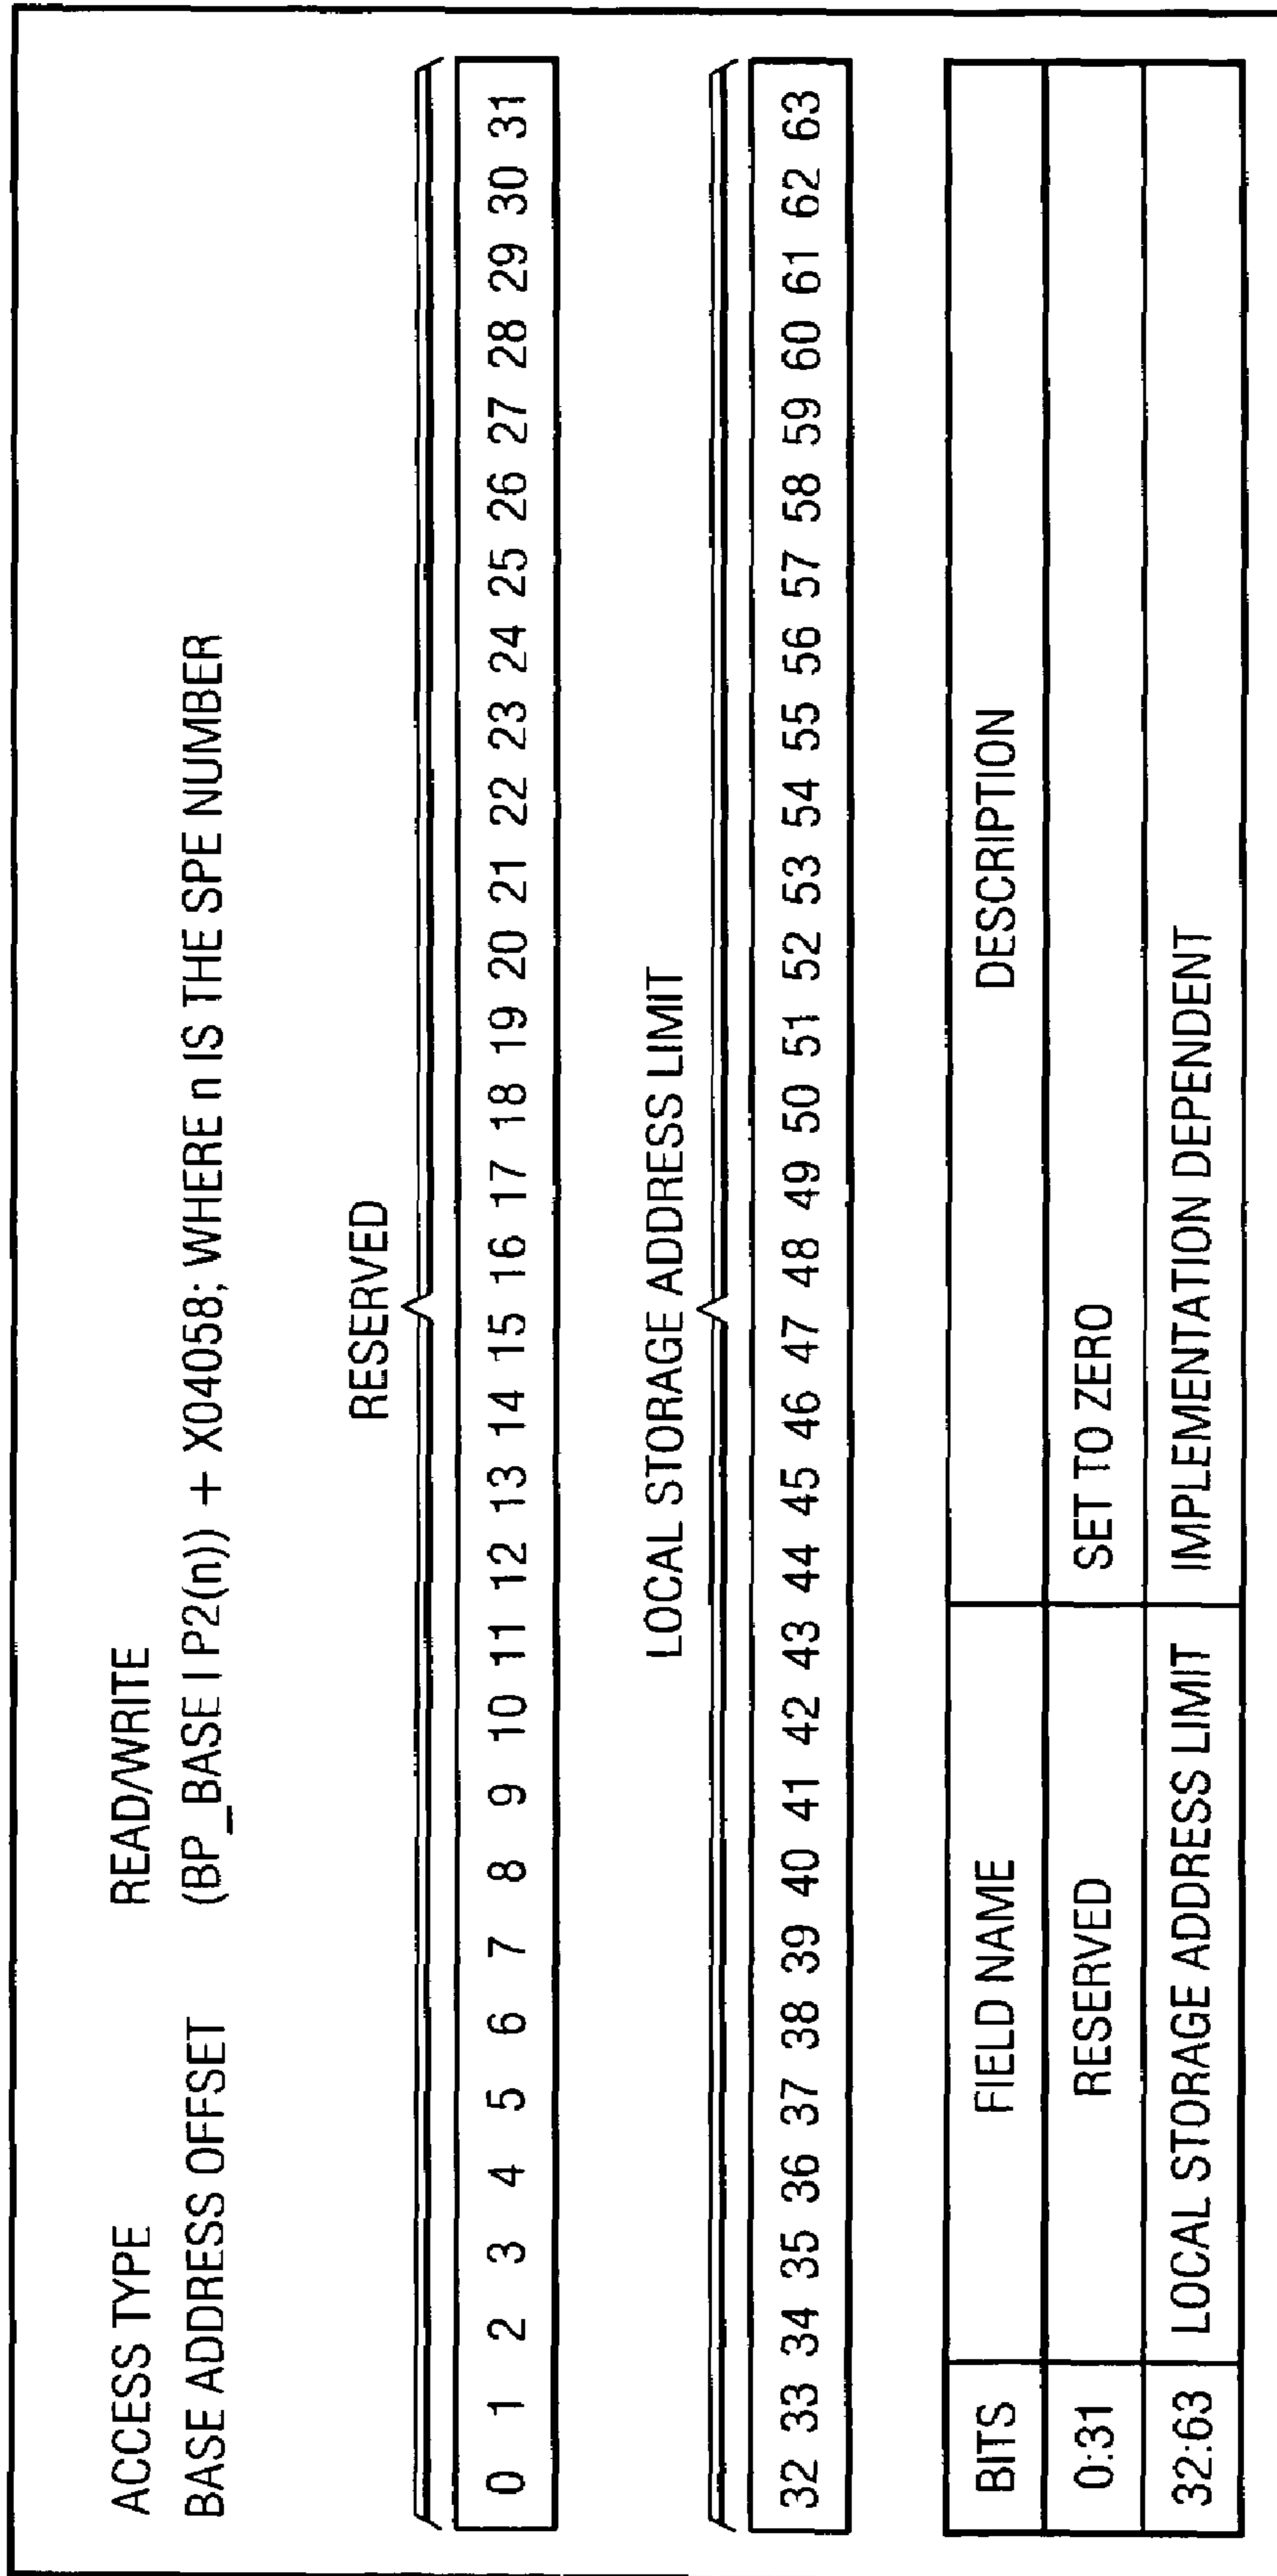 ACCESS TYPE READ/WRITE
BASE ADDRESS OFFSET (BP_BASE I P2(n)) + X04058; WHERE n IS THE SPE NUMBER
RESERVED
0 1 2 3 4 5 6 7 8 9 10 11 12 13 14 15 16 17 18 19 20 21 22 23 24 25 26 27 28 29 30 31
LOCAL STORAGE ADDRESS LIMIT
32 33 34 35 36 37 38 39 40 41 42 43 44 45 46 47 48 49 50 51 52 53 54 55 56 57 58 59 60 61 62 63
BITS FIELD NAME DESCRIPTION
0:31 RESERVED SET TO ZERO
32:63 LOCAL STORAGE ADDRESS LIMIT IMPLEMENTATION DEPENDENT